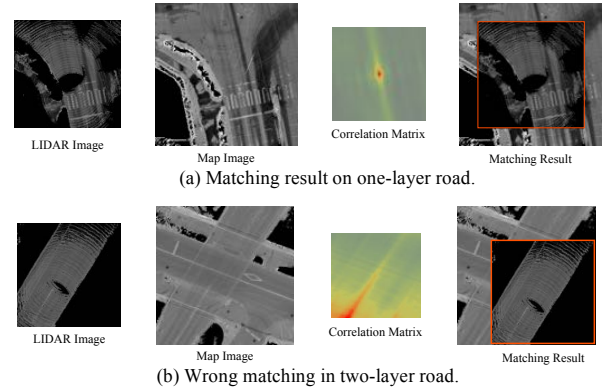 LIDAR Image
Map Image
Correlation Matrix
Matching Result
(a) Matching result on one-layer road.
LIDAR Image
Map Image
Correlation Matrix
Matching Result
(b) Wrong matching in two-layer road.